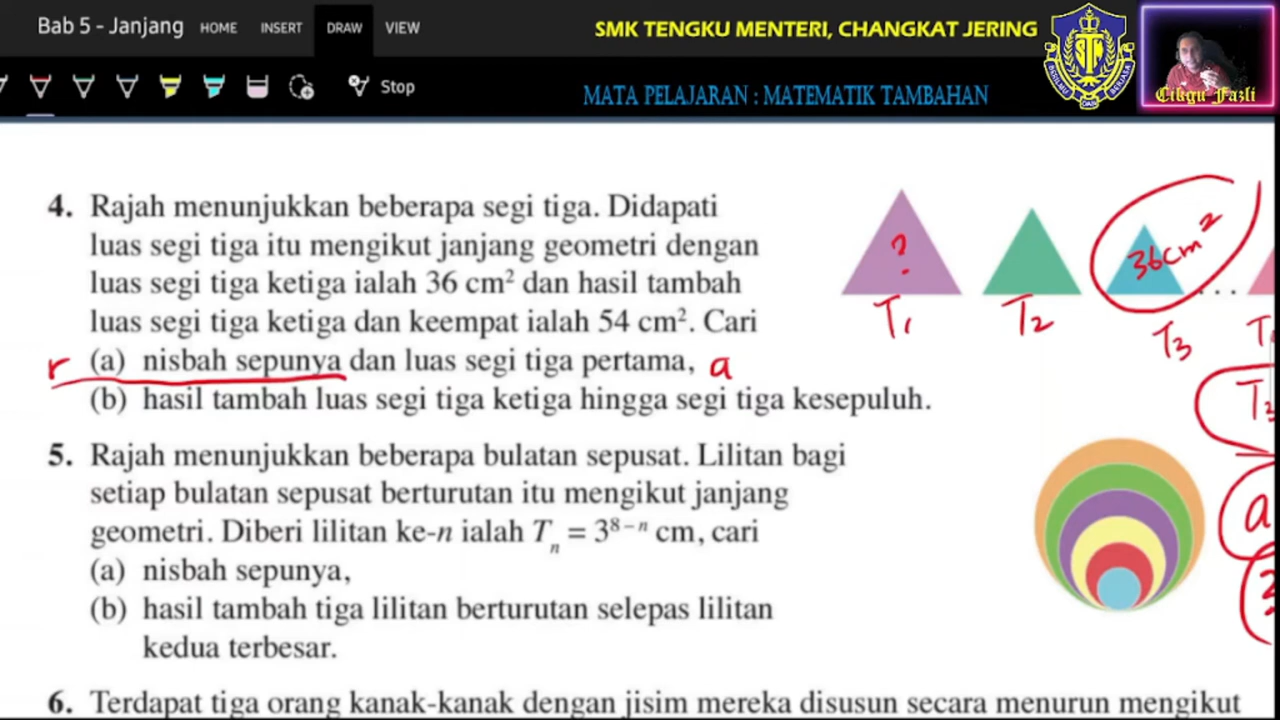 Bab 5 - Janjang HOME INSERT DRAW VIEW
SMK TENGKU MENTERI, CHANGKAT JERING
Stop
MATA PELAJARAN : MATEMATIK TAMBAHAN
Cikgu Fazli
4. Rajah menunjukkan beberapa segi tiga. Didapati
luas segi tiga itu mengikut janjang geometri dengan
luas segi tiga ketiga ialah 36 cm² dan hasil tambah
luas segi tiga ketiga dan keempat ialah 54 cm². Cari
r (a) nisbah sepunya dan luas segi tiga pertama, a
(b) hasil tambah luas segi tiga ketiga hingga segi tiga kesepuluh.
? 36cm² ...
T₁ T₂ T₃
T₃
a
5. Rajah menunjukkan beberapa bulatan sepusat. Lilitan bagi
setiap bulatan sepusat berturutan itu mengikut janjang
geometri. Diberi lilitan ke-n ialah Tₙ = 3⁸⁻ⁿ cm, cari
(a) nisbah sepunya,
(b) hasil tambah tiga lilitan berturutan selepas lilitan
kedua terbesar.
6. Terdapat tiga orang kanak-kanak dengan jisim mereka disusun secara menurun mengikut